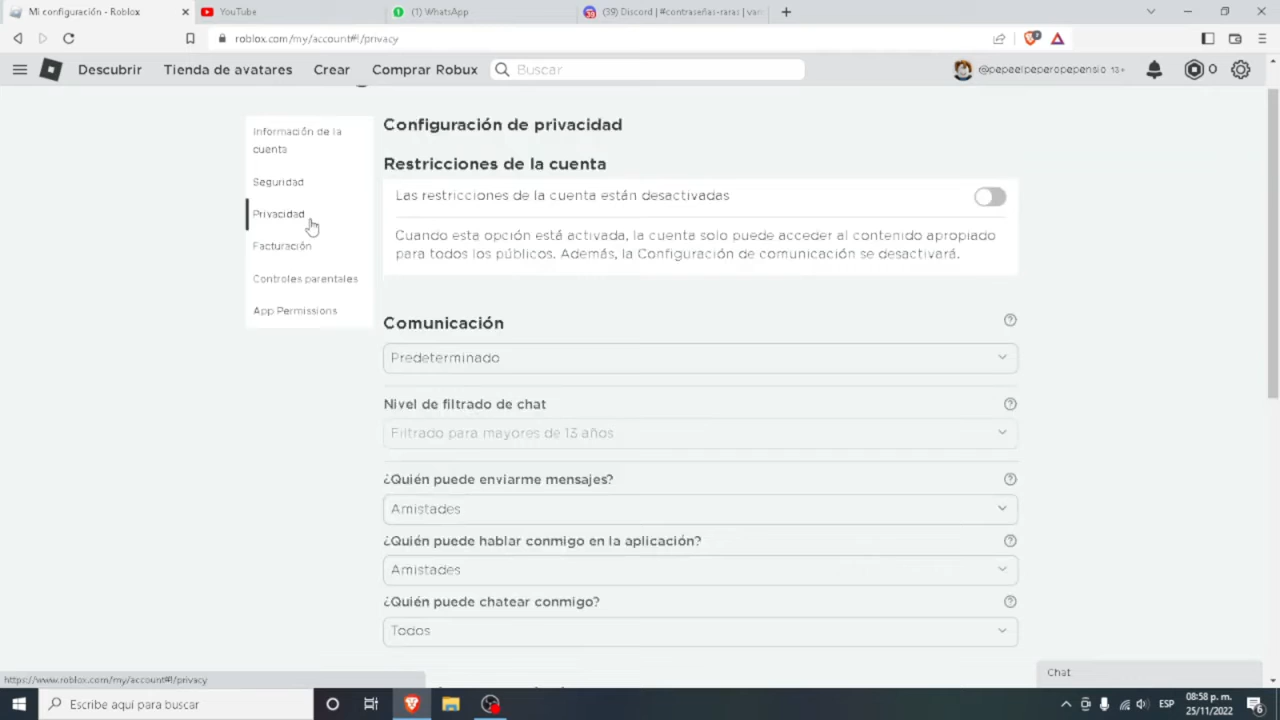 Mi configuración - Roblox
YouTube
(1) WhatsApp
(39) Discord | #contraseñas-raras | var
roblox.com/my/account#!/privacy
Descubrir
Tienda de avatares
Crear
Comprar Robux
Buscar
@pepeelpeperopepensio 13+
0
Configuración de privacidad
Información de la
cuenta
Seguridad
Privacidad
Facturación
Controles parentales
App Permissions
Restricciones de la cuenta
Las restricciones de la cuenta están desactivadas
Cuando esta opción está activada, la cuenta solo puede acceder al contenido apropiado
para todos los públicos. Además, la Configuración de comunicación se desactivará.
Comunicación
Predeterminado
Nivel de filtrado de chat
Filtrado para mayores de 13 años
¿Quién puede enviarme mensajes?
Amistades
¿Quién puede hablar conmigo en la aplicación?
Amistades
¿Quién puede chatear conmigo?
Todos
Chat
https://www.roblox.com/my/account#!/privacy
Escribe aquí para buscar
ESP
08:58 p. m.
25/11/2022
6